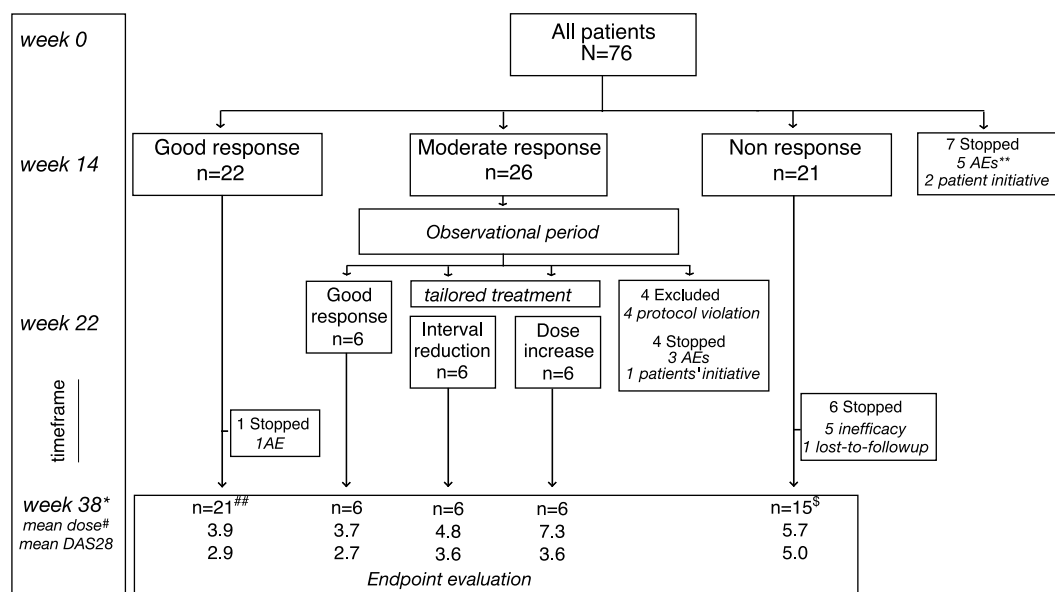 week 0
All patients
N=76
week 14
Good response
n=22
Moderate response
n=26
Non response
n=21
7 Stopped
5 AEs**
2 patient initiative
Observational period
week 22
Good
response
n=6
tailored treatment
Interval
reduction
n=6
Dose
increase
n=6
4 Excluded
4 protocol violation
4 Stopped
3 AEs
1 patients' initiative
timeframe
1 Stopped
1AE
6 Stopped
5 inefficacy
1 lost-to-followup
week 38* n=21## n=6 n=6 n=6 n=15$
mean dose# 3.9 3.7 4.8 7.3 5.7
mean DAS28 2.9 2.7 3.6 3.6 5.0
Endpoint evaluation